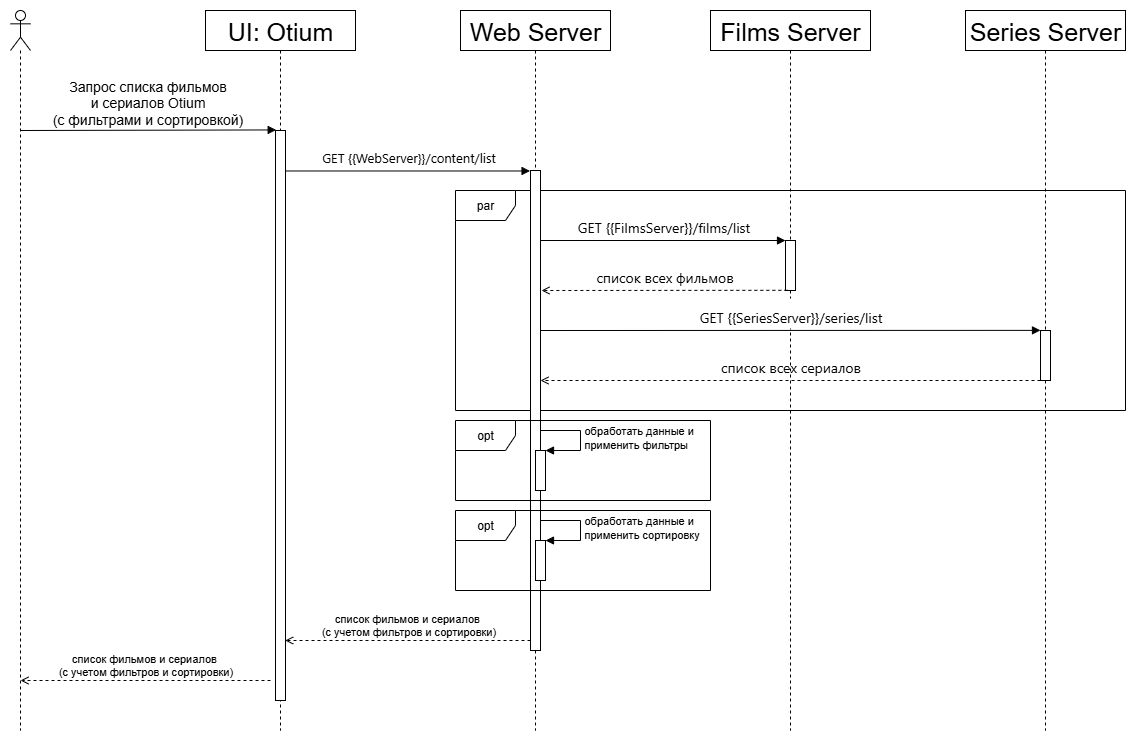 UI: Otium
Web Server
Films Server
Series Server
Запрос списка фильмов
и сериалов Otium
(с фильтрами и сортировкой)
GET {{WebServer}}/content/list
par
GET {{FilmsServer}}/films/list
список всех фильмов
GET {{SeriesServer}}/series/list
список всех сериалов
opt
обработать данные и
применить фильтры
opt
обработать данные и
применить сортировку
список фильмов и сериалов
(с учетом фильтров и сортировки)
список фильмов и сериалов
(с учетом фильтров и сортировки)